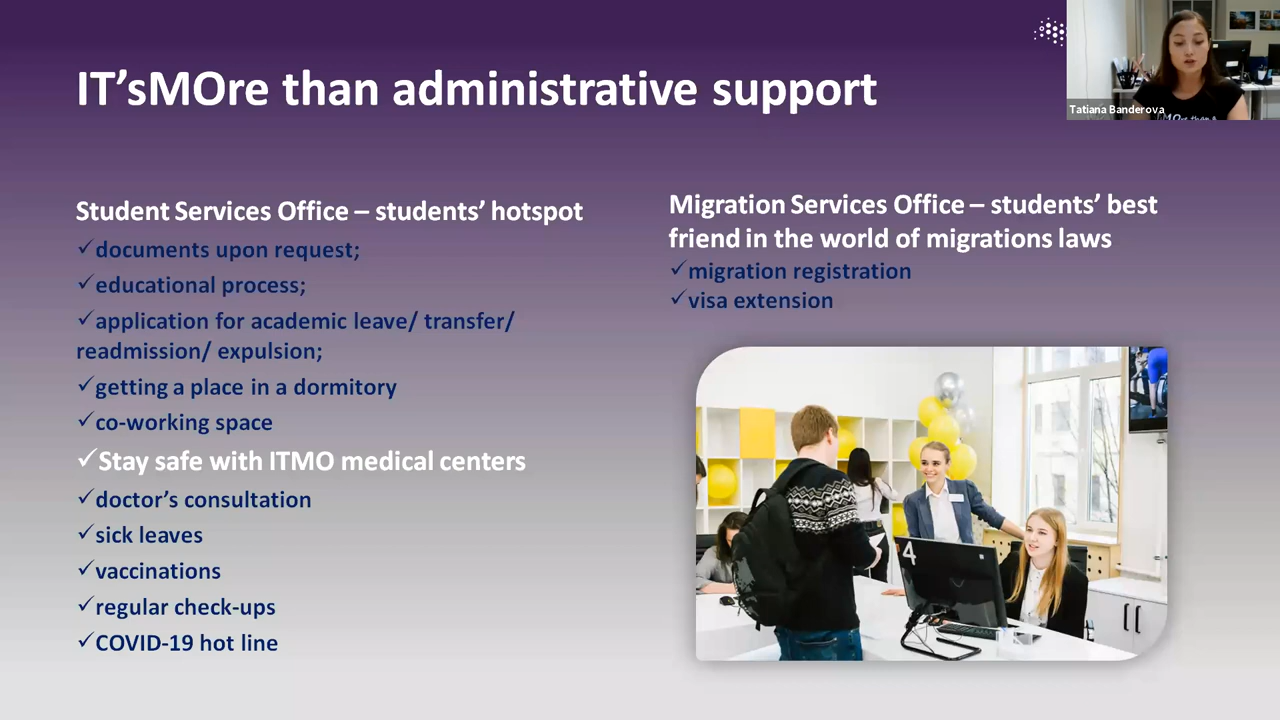 IT’sMOre than administrative support
Tatiana Banderova
Student Services Office – students’ hotspot
✓documents upon request;
✓educational process;
✓application for academic leave/ transfer/
readmission/ expulsion;
✓getting a place in a dormitory
✓co-working space
✓Stay safe with ITMO medical centers
✓doctor’s consultation
✓sick leaves
✓vaccinations
✓regular check-ups
✓COVID-19 hot line
Migration Services Office – students’ best
friend in the world of migrations laws
✓migration registration
✓visa extension
4